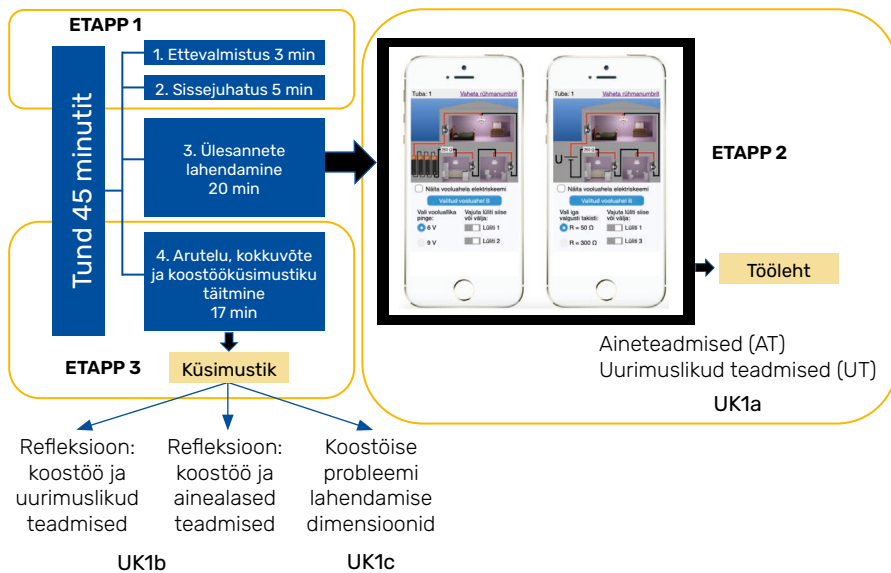 ETAPP 1
Tund 45 minutit
1. Ettevalmistus 3 min
2. Sissejuhatus 5 min
3. Ülesannete
lahendamine
20 min
4. Arutelu, kokkuvõte
ja koostööküsimustiku
täitmine
17 min
ETAPP 3
Küsimustik
Refleksioon:
koostöö ja
uurimuslikud
teadmised
Refleksioon:
koostöö ja
ainealased
teadmised
UK1b
Koostöise
probleemi
lahendamise
dimensioonid
UK1c
Tuba: 1
Vaheta rühmanumbrit
Näita vooluahela elektriskeemi
Valitud vooluahel B
Vali vooluallika
pinge:
6 V
9 V
Vajuta lüliti sisse
või välja:
Lüliti 1
Lüliti 2
Tuba: 1
Vaheta rühmanumbrit
U
Näita vooluahela elektriskeemi
Valitud vooluahel B
Vali iga
valgusti takisti:
R = 50 Ω
R = 300 Ω
Vajuta lüliti sisse
või välja:
Lüliti 1
Lüliti 3
ETAPP 2
Tööleht
Aineteadmised (AT)
Uurimuslikud teadmised (UT)
UK1a